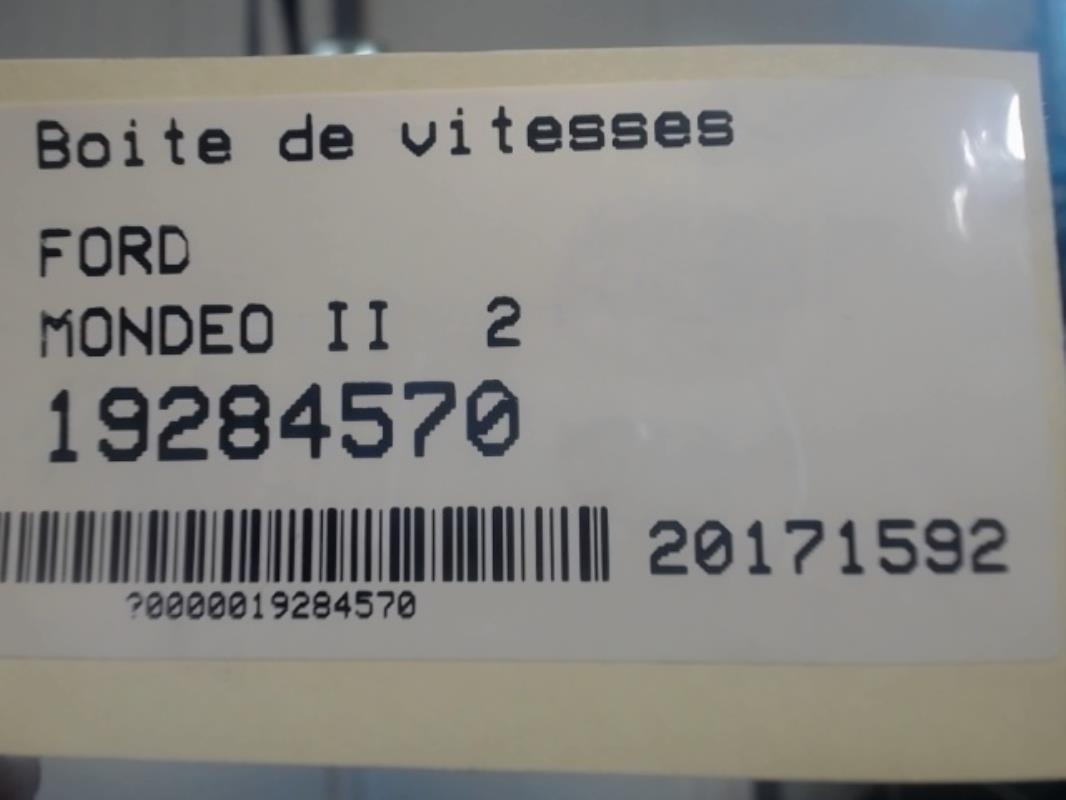 Boite de vitesses
FORD
MONDEO II 2
19284570
20171592
?0000019284570